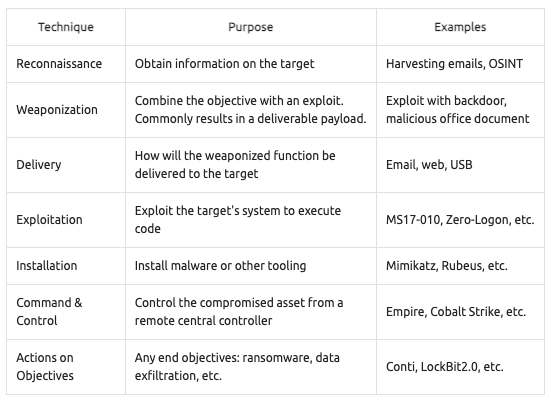 Technique Purpose Examples
Reconnaissance Obtain information on the target Harvesting emails, OSINT
Weaponization
Combine the objective with an exploit.
Commonly results in a deliverable payload.
Exploit with backdoor,
malicious office document
Delivery
How will the weaponized function be
delivered to the target
Email, web, USB
Exploitation
Exploit the target's system to execute
code
MS17-010, Zero-Logon, etc.
Installation Install malware or other tooling Mimikatz, Rubeus, etc.
Command &
Control
Control the compromised asset from a
remote central controller
Empire, Cobalt Strike, etc.
Actions on
Objectives
Any end objectives: ransomware, data
exfiltration, etc.
Conti, LockBit2.0, etc.